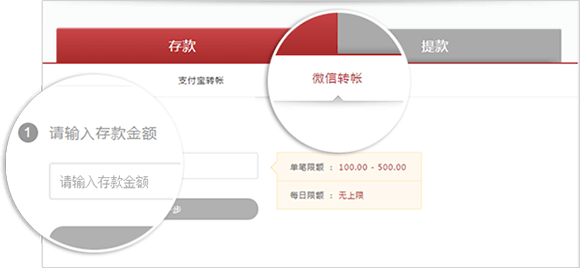 存款
提款
支付宝转帐
微信转帐
1 请输入存款金额
请输入存款金额
单笔限额 : 100.00 - 500.00
每日限额 : 无上限
步